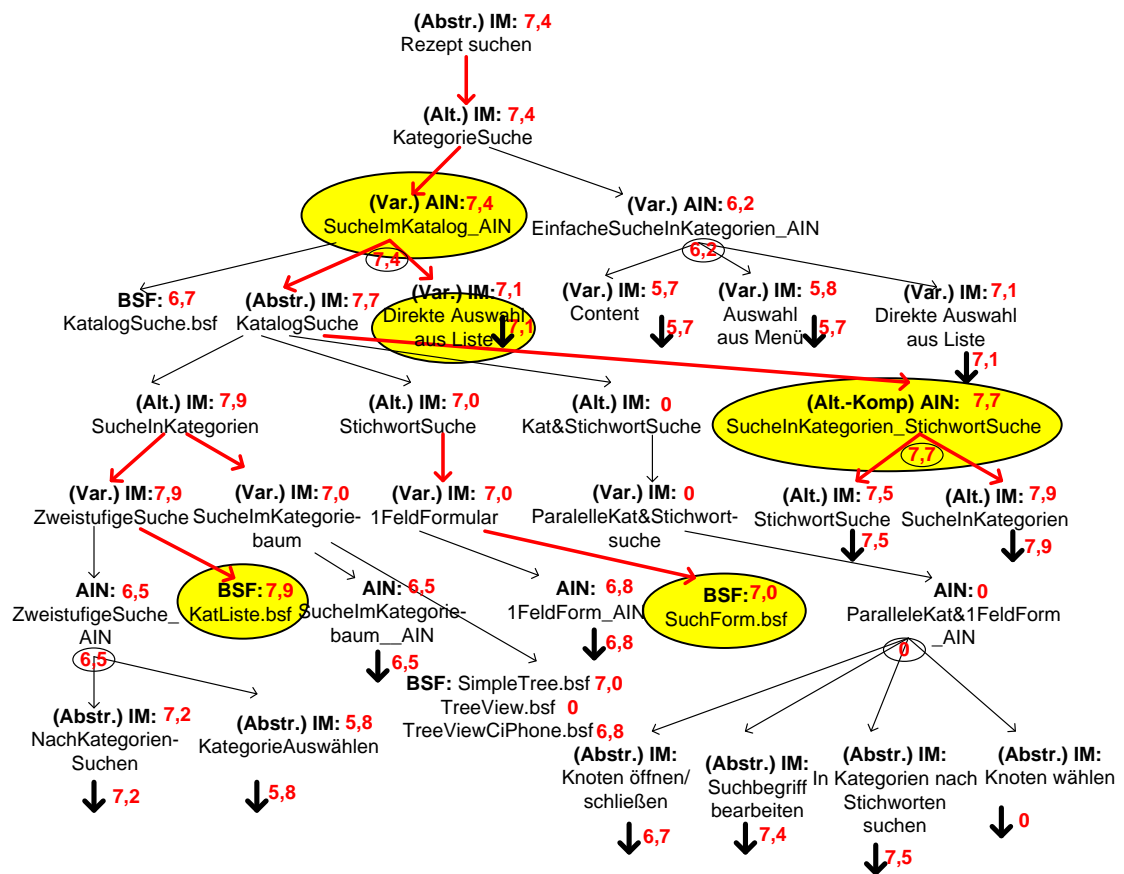 (Abstr.) IM: 7,4
Rezept suchen
(Alt.) IM: 7,4
KategorieSuche
(Var.) AIN: 7,4
SucheImKatalog_AIN
7,4
(Var.) AIN: 6,2
EinfacheSucheInKategorien_AIN
6,2
BSF: 6,7
KatalogSuche.bsf
(Abstr.) IM: 7,7
KatalogSuche
(Var.) IM: 7,1
Direkte Auswahl
aus Liste
7,1
(Var.) IM: 5,7
Content
5,7
(Var.) IM: 5,8
Auswahl
aus Menü
5,7
(Var.) IM: 7,1
Direkte Auswahl
aus Liste
7,1
(Alt.) IM: 7,9
SucheInKategorien
(Alt.) IM: 7,0
StichwortSuche
(Alt.) IM: 0
Kat&StichwortSuche
(Alt.-Komp) AIN: 7,7
SucheInKategorien_StichwortSuche
7,7
(Var.) IM: 7,9
ZweistufigeSuche
(Var.) IM: 7,0
SucheImKategorie-
baum
(Var.) IM: 7,0
1FeldFormular
(Var.) IM: 0
ParalelleKat&Stichwort-
suche
(Alt.) IM: 7,5
StichwortSuche
7,5
(Alt.) IM: 7,9
SucheInKategorien
7,9
AIN: 6,5
ZweistufigeSuche_
AIN
6,5
BSF: 7,9
KatListe.bsf
AIN: 6,5
SucheImKategorie-
baum__AIN
6,5
AIN: 6,8
1FeldForm_AIN
6,8
BSF: 7,0
SuchForm.bsf
AIN: 0
ParalleleKat&1FeldForm
_AIN
0
BSF: SimpleTree.bsf 7,0
TreeView.bsf 0
TreeViewCiPhone.bsf 6,8
(Abstr.) IM: 7,2
NachKategorien-
Suchen
7,2
(Abstr.) IM: 5,8
KategorieAuswählen
5,8
(Abstr.) IM:
Knoten öffnen/
schließen
6,7
(Abstr.) IM:
Suchbegriff
bearbeiten
7,4
(Abstr.) IM:
In Kategorien nach
Stichworten
suchen
7,5
(Abstr.) IM:
Knoten wählen
0